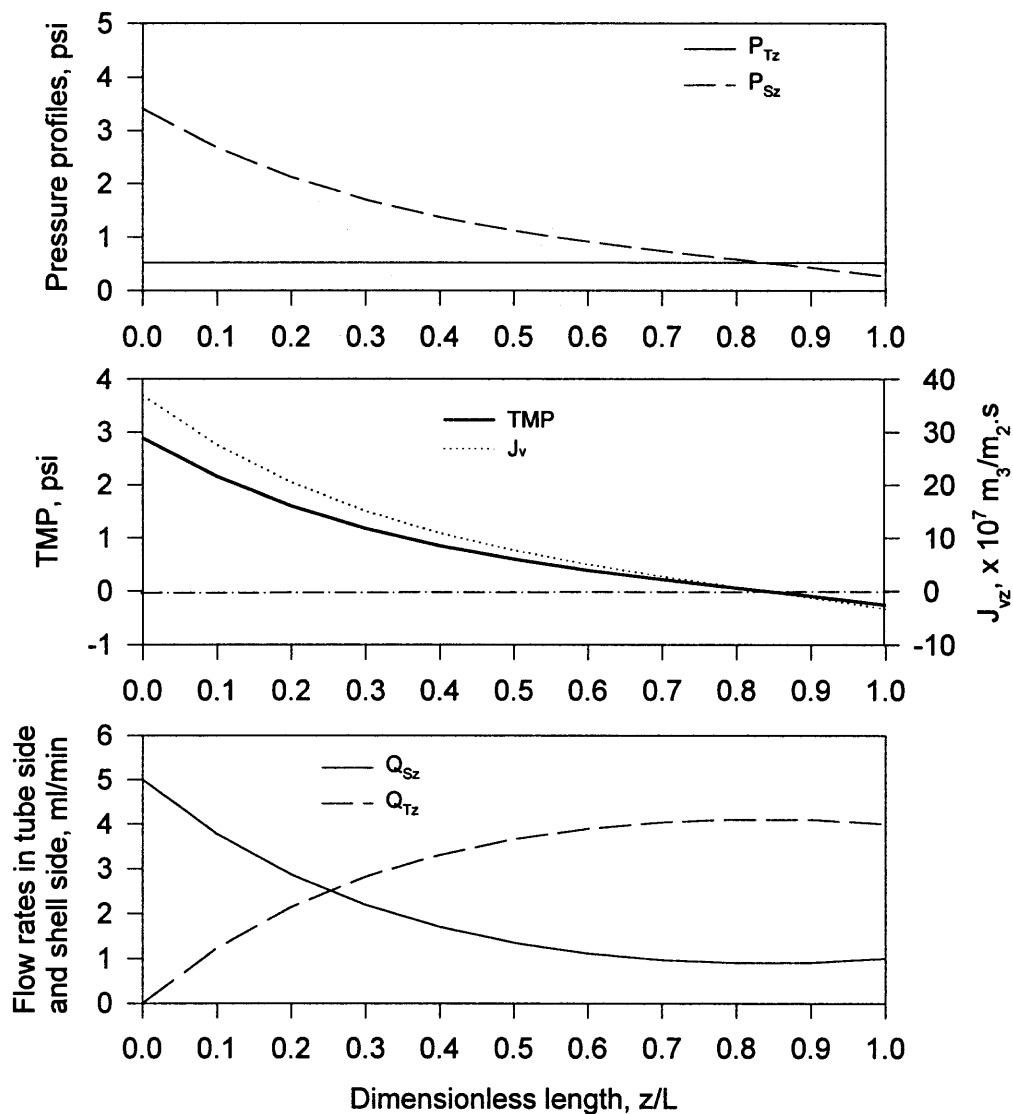 Pressure profiles, psi
5
4
3
2
1
0
P_Tz
P_Sz
0.0 0.1 0.2 0.3 0.4 0.5 0.6 0.7 0.8 0.9 1.0
TMP, psi
4
3
2
1
0
-1
TMP
J_v
40
30
20
10
0
-10
J_vz, x 10^7 m_3/m_2.s
0.0 0.1 0.2 0.3 0.4 0.5 0.6 0.7 0.8 0.9 1.0
Flow rates in tube side
and shell side, ml/min
6
5
4
3
2
1
0
Q_Sz
Q_Tz
0.0 0.1 0.2 0.3 0.4 0.5 0.6 0.7 0.8 0.9 1.0
Dimensionless length, z/L